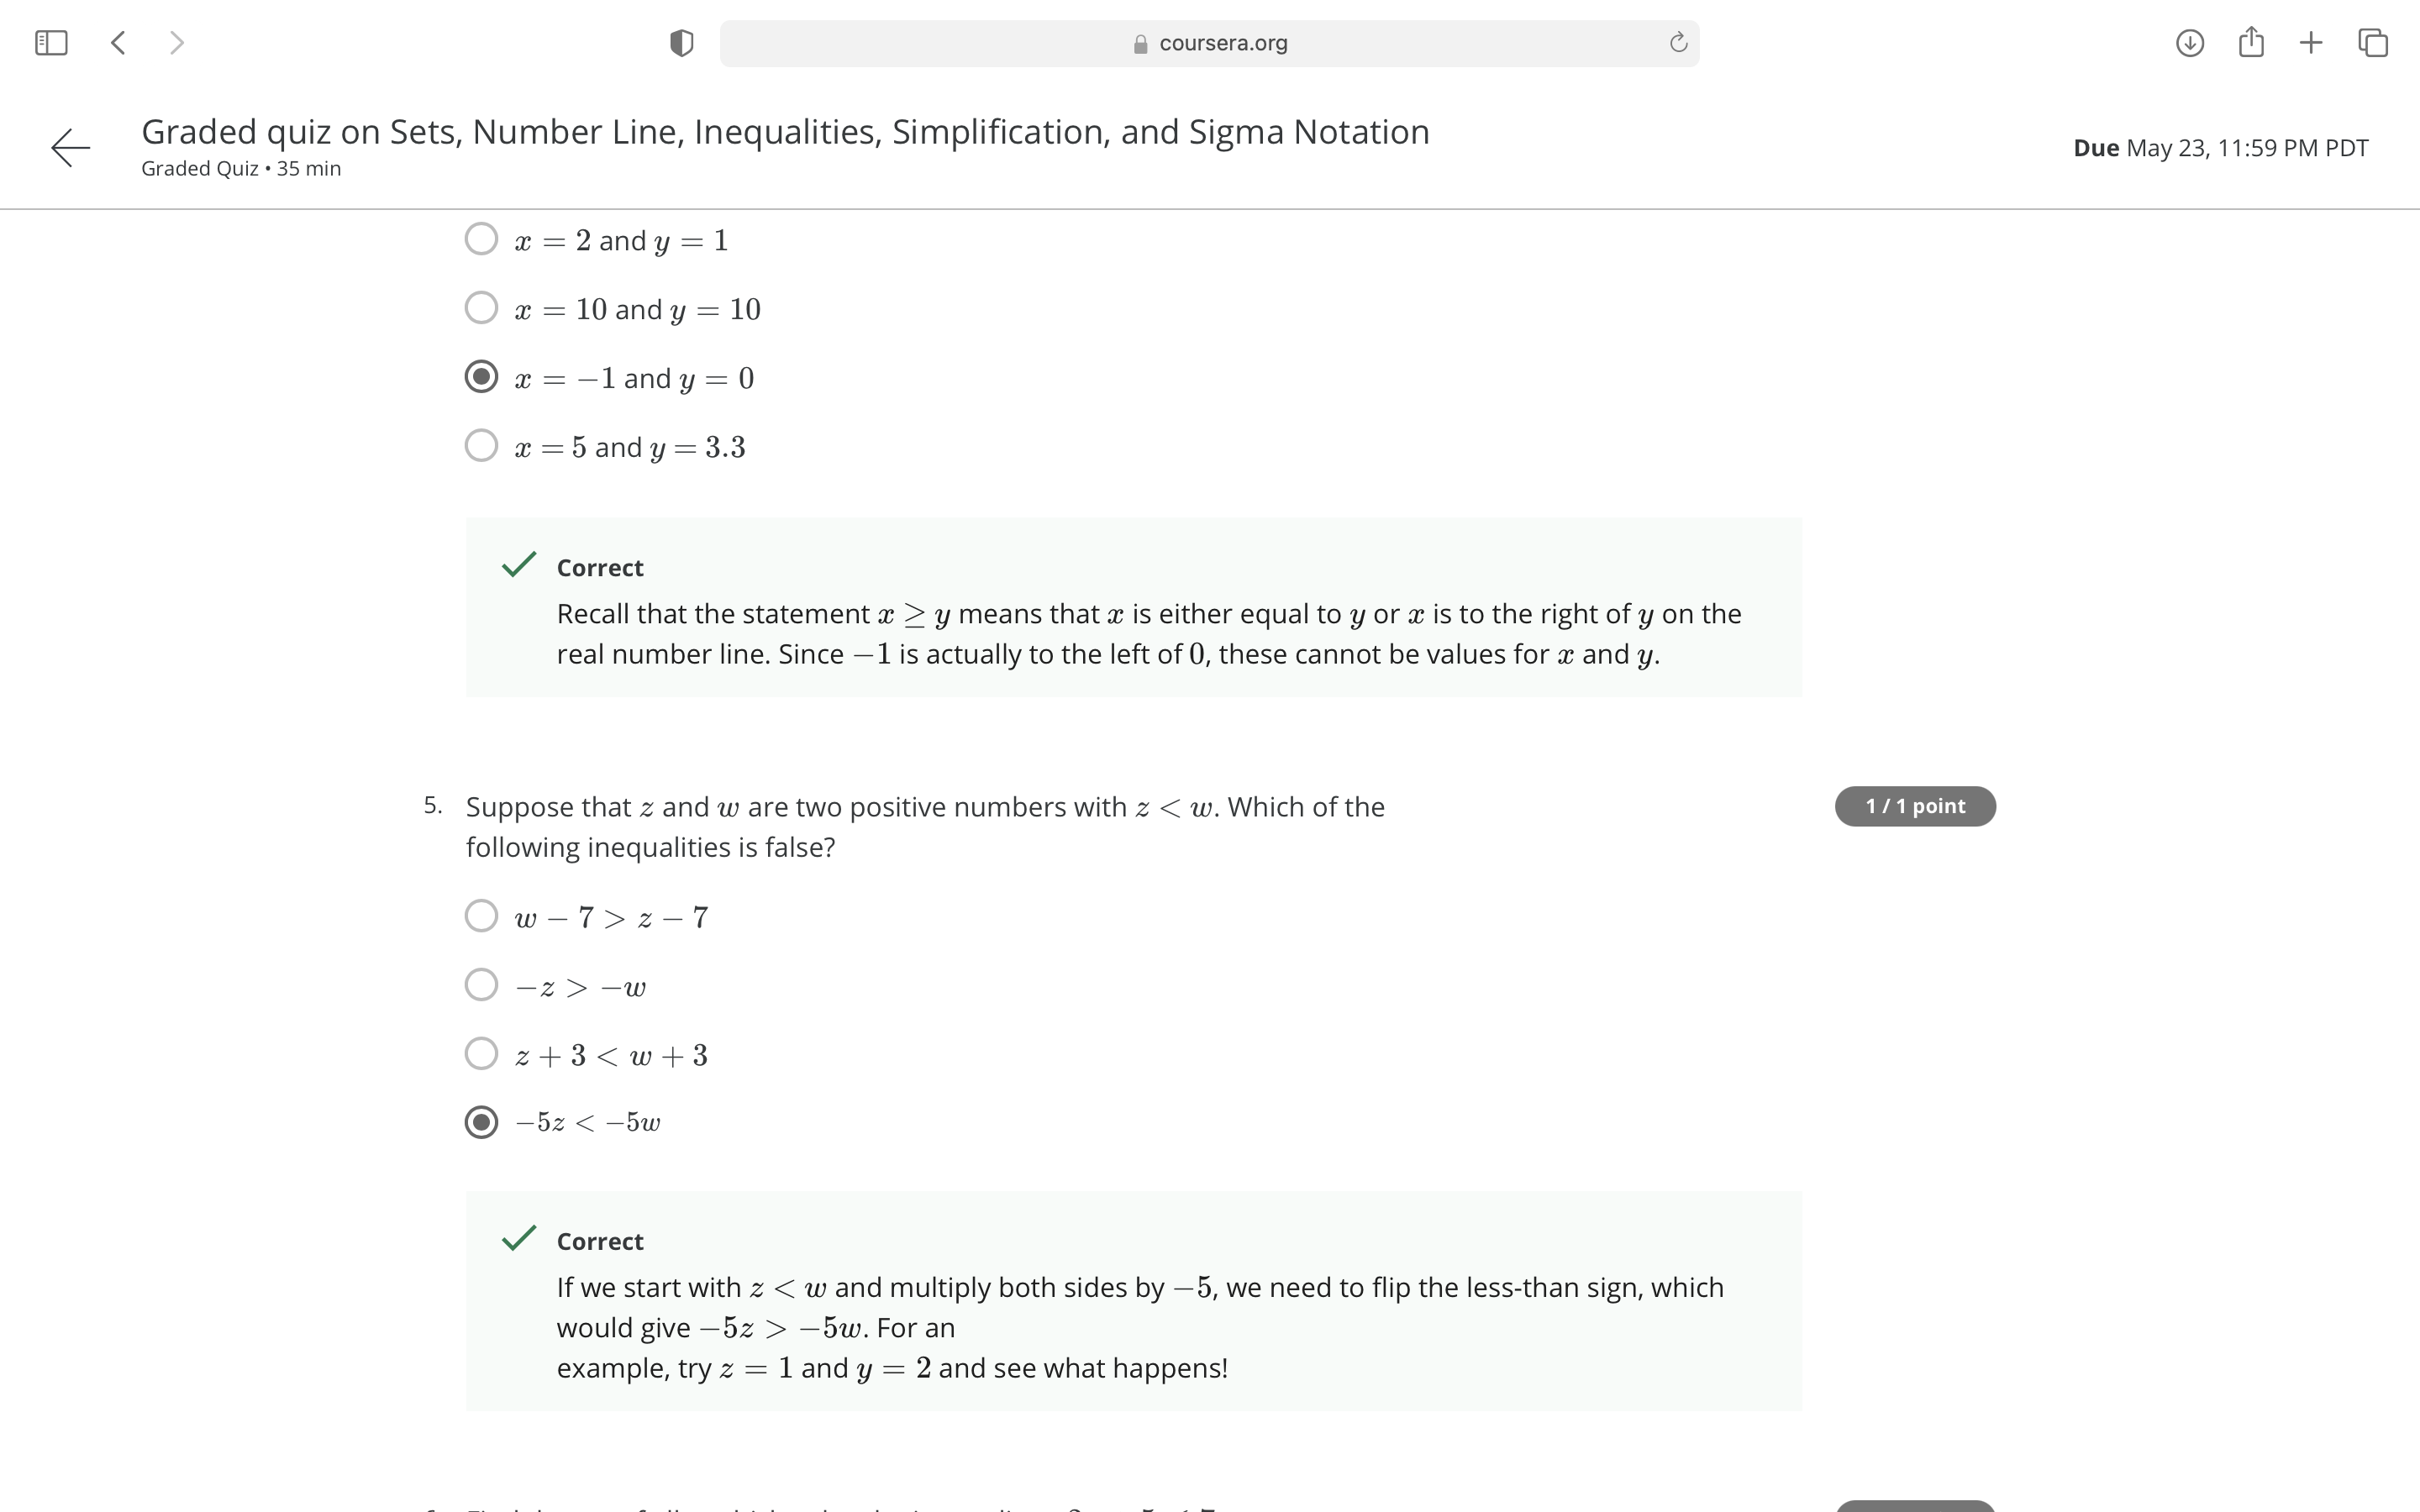 coursera.org
Graded quiz on Sets, Number Line, Inequalities, Simplification, and Sigma Notation
Graded Quiz • 35 min
Due May 23, 11:59 PM PDT
x = 2 and y = 1
x = 10 and y = 10
x = −1 and y = 0
x = 5 and y = 3.3
Correct
Recall that the statement x ≥ y means that x is either equal to y or x is to the right of y on the
real number line. Since −1 is actually to the left of 0, these cannot be values for x and y.
5. Suppose that z and w are two positive numbers with z < w. Which of the
following inequalities is false?
1 / 1 point
w − 7 > z − 7
−z > −w
z + 3 < w + 3
−5z < −5w
Correct
If we start with z < w and multiply both sides by −5, we need to flip the less-than sign, which
would give −5z > −5w. For an
example, try z = 1 and y = 2 and see what happens!